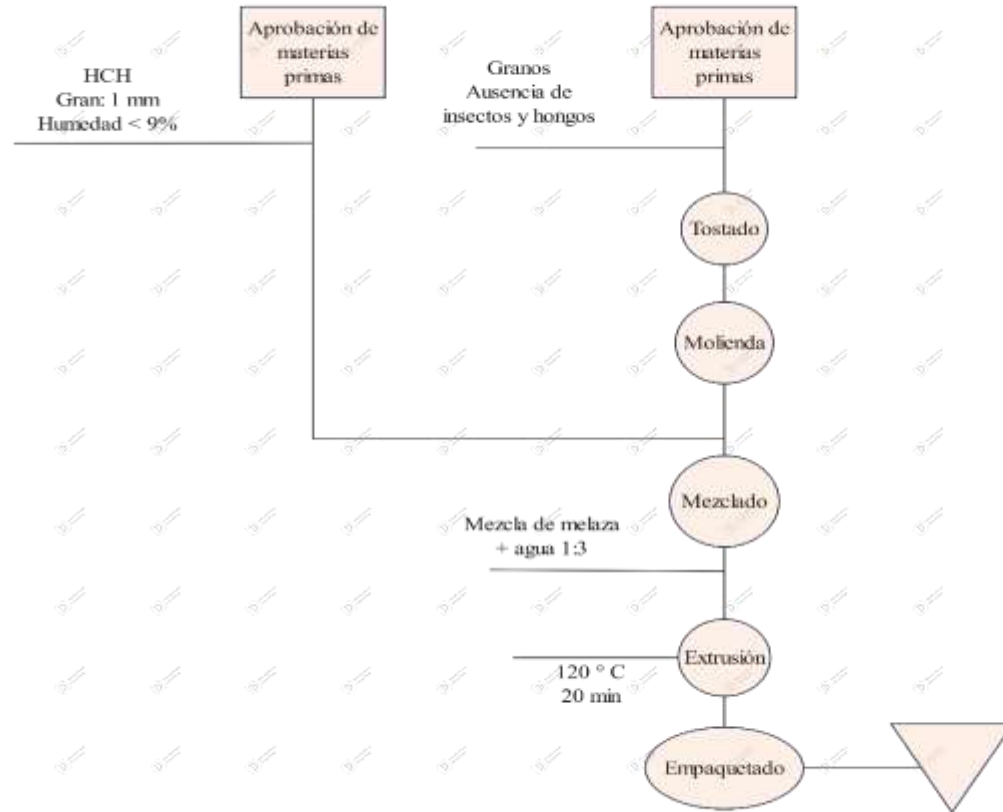 Aprobación de
materias
primas
Aprobación de
materias
primas
HCH
Gran: 1 mm
Humedad < 9%
Granos
Ausencia de
insectos y hongos
Tostado
Molienda
Mezclado
Mezcla de melaza
+ agua 1:3
Extrusión
120 ° C
20 min
Empaquetado